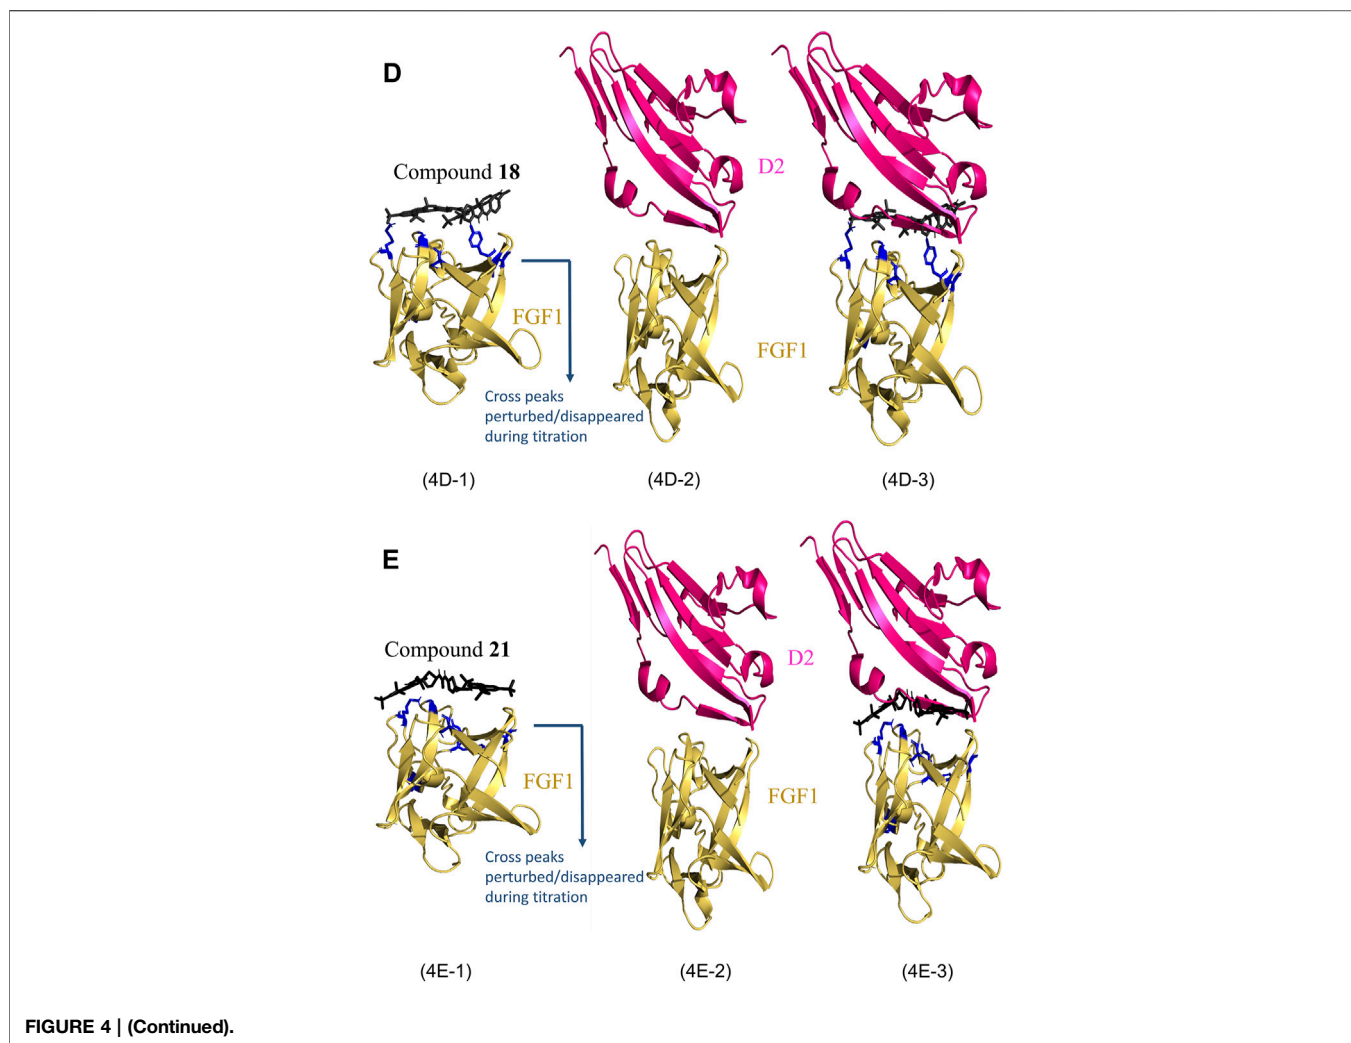 D
Compound 18
D2
FGF1
FGF1
Cross peaks
perturbed/disappeared
during titration
(4D-1)
(4D-2)
(4D-3)
E
Compound 21
D2
FGF1
FGF1
Cross peaks
perturbed/disappeared
during titration
(4E-1)
(4E-2)
(4E-3)
FIGURE 4 | (Continued).